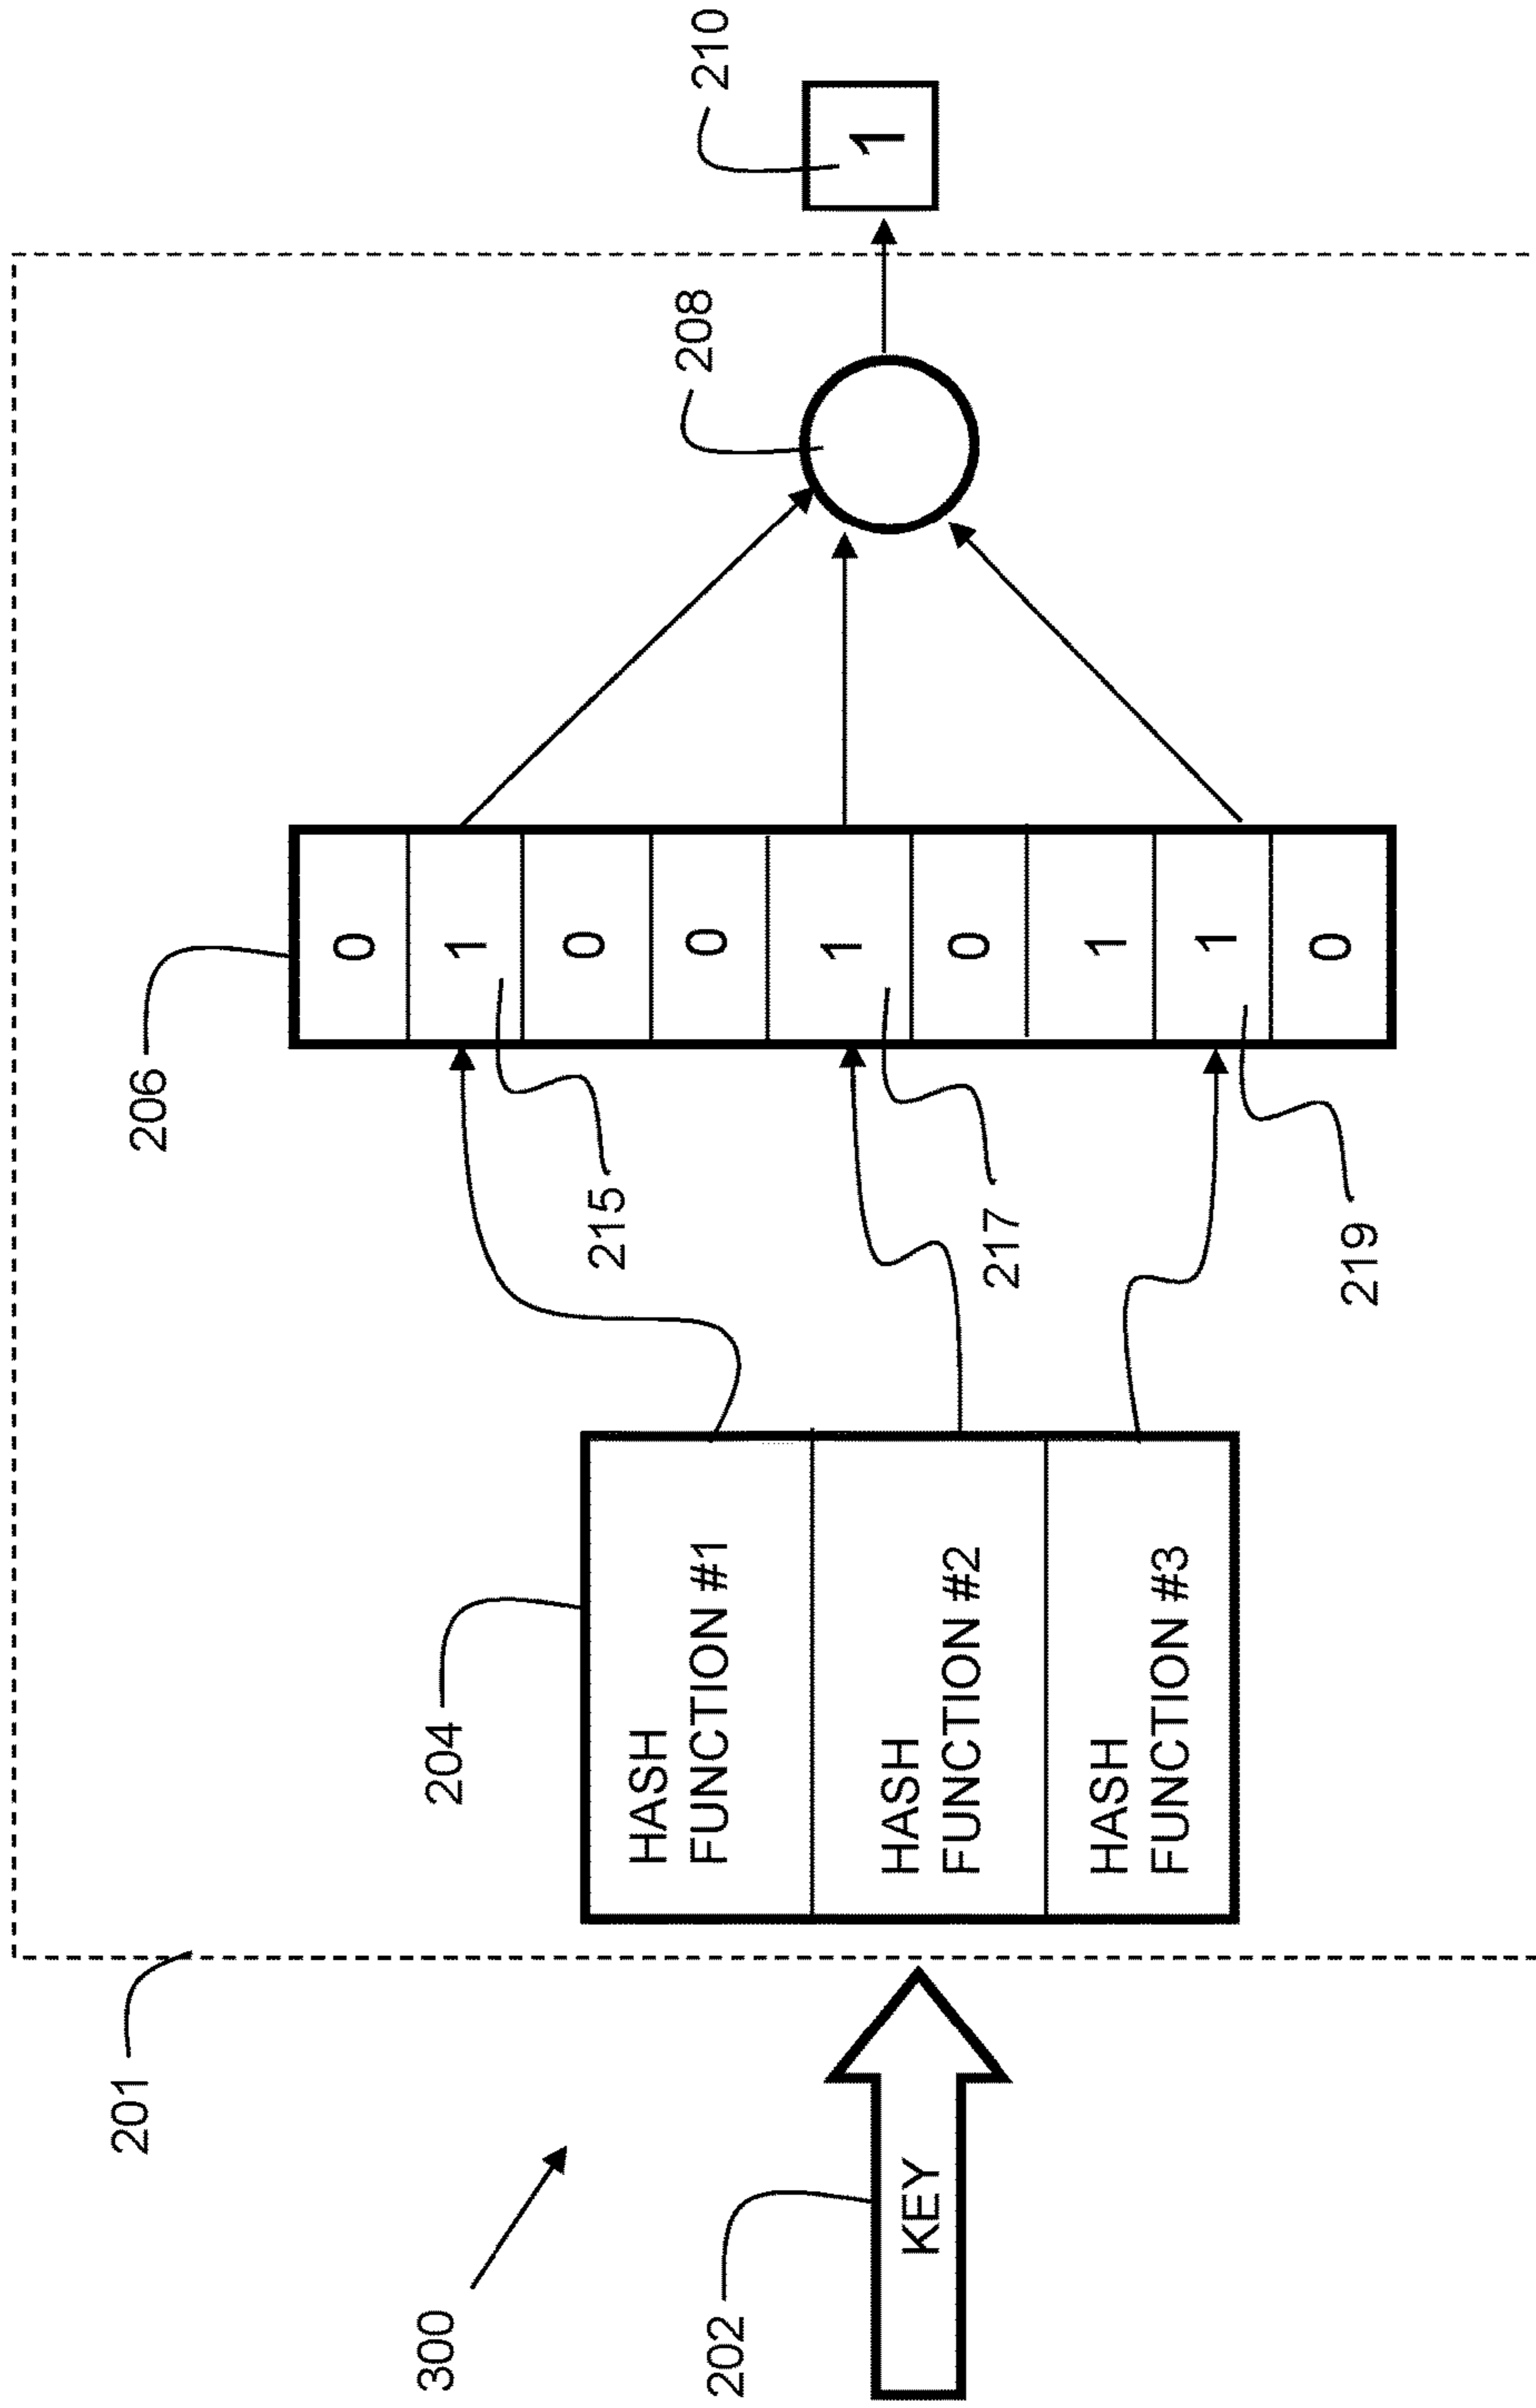 300
201
202
KEY
204
HASH
FUNCTION #1
HASH
FUNCTION #2
HASH
FUNCTION #3
206
0
1
0
0
1
0
1
1
0
215
217
219
208
210
1